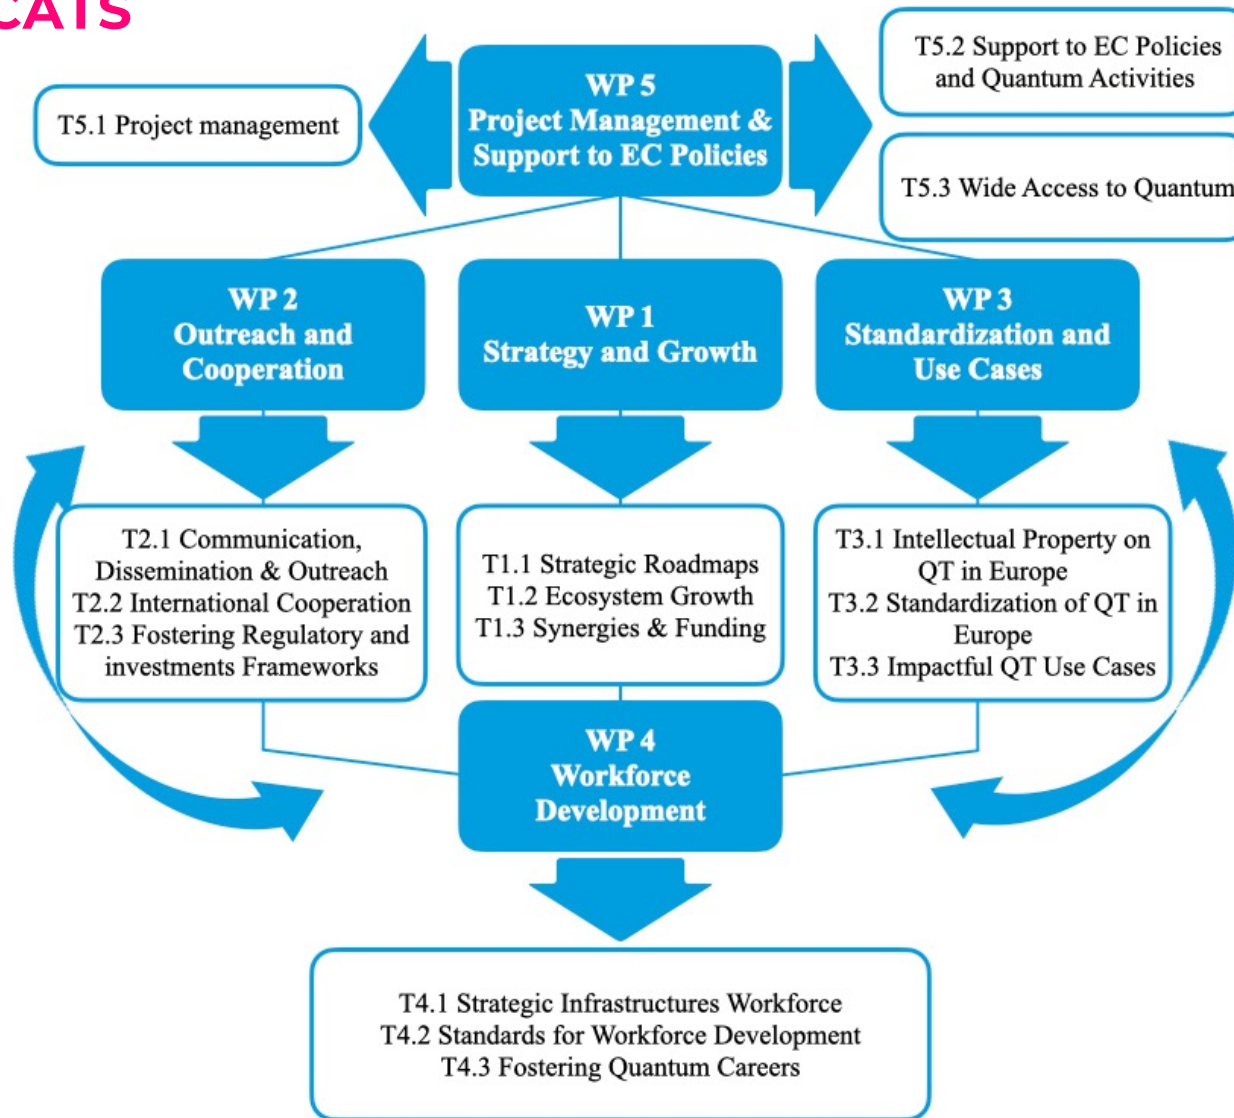 CATS
WP 5
Project Management &
Support to EC Policies
T5.1 Project management
T5.2 Support to EC Policies
and Quantum Activities
T5.3 Wide Access to Quantum
WP 2
Outreach and
Cooperation
WP 1
Strategy and Growth
WP 3
Standardization and
Use Cases
T2.1 Communication,
Dissemination & Outreach
T2.2 International Cooperation
T2.3 Fostering Regulatory and
investments Frameworks
T1.1 Strategic Roadmaps
T1.2 Ecosystem Growth
T1.3 Synergies & Funding
T3.1 Intellectual Property on
QT in Europe
T3.2 Standardization of QT in
Europe
T3.3 Impactful QT Use Cases
WP 4
Workforce
Development
T4.1 Strategic Infrastructures Workforce
T4.2 Standards for Workforce Development
T4.3 Fostering Quantum Careers